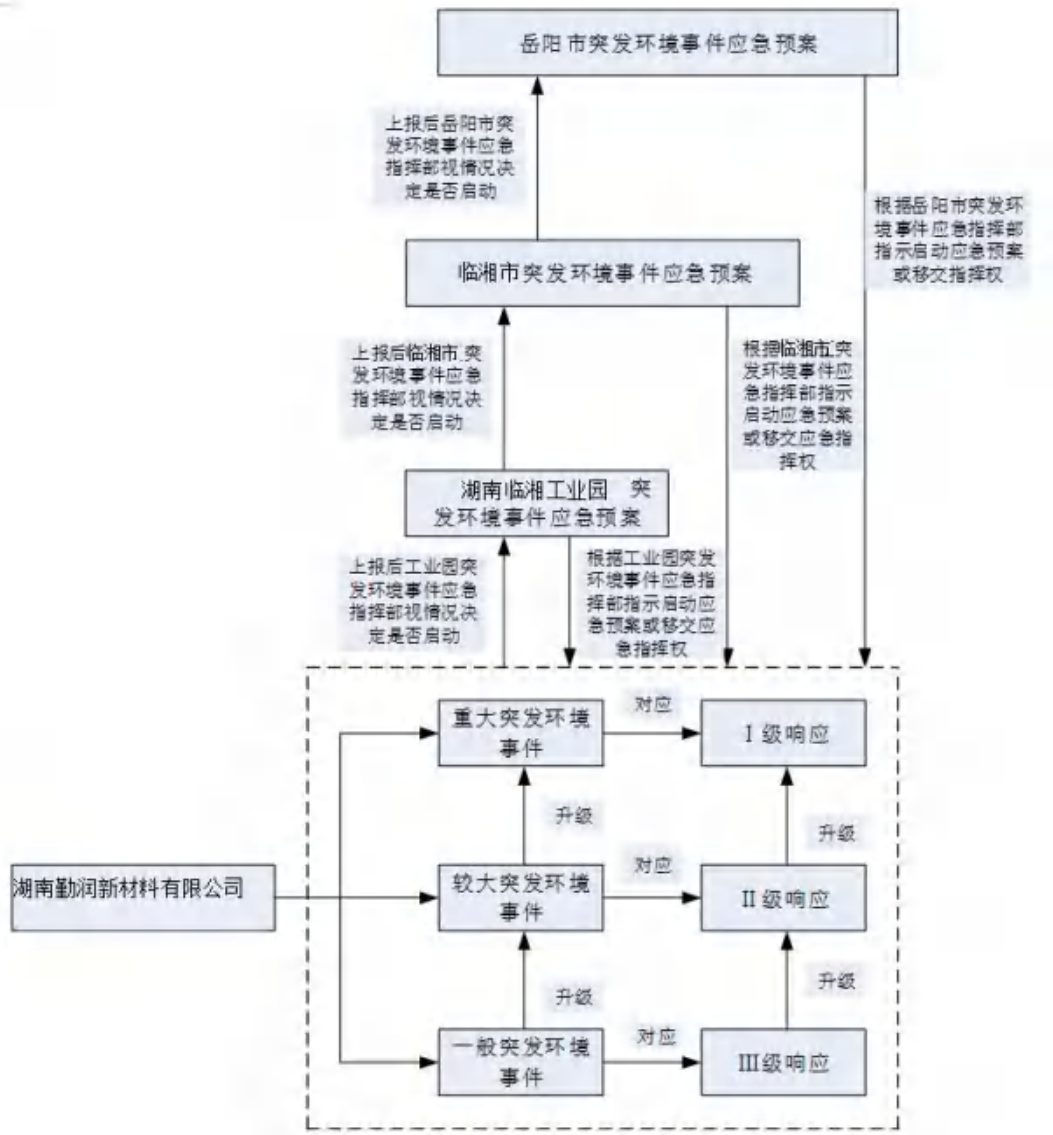 岳阳市突发环境事件应急预案
上报后岳阳市突
发环境事件应急
指挥部视情况决
定是否启动
根据岳阳市突发环
境事件应急指挥部
指示启动应急预案
或移交指挥权
临湘市突发环境事件应急预案
上报后临湘市突
发环境事件应急
指挥部视情况决
定是否启动
根据临湘市突
发环境事件应
急指挥部指示
启动应急预案
或移交应急指
挥权
湖南临湘工业园 突
发环境事件应急预案
上报后工业园突
发环境事件应急
指挥部视情况决
定是否启动
根据工业园突发
环境事件应急指
挥部指示启动应
急预案或移交应
急指挥权
重大突发环境
事件
对应
I级响应
升级
升级
湖南勤润新材料有限公司
较大突发环境
事件
对应
II级响应
升级
升级
一般突发环境
事件
对应
III级响应